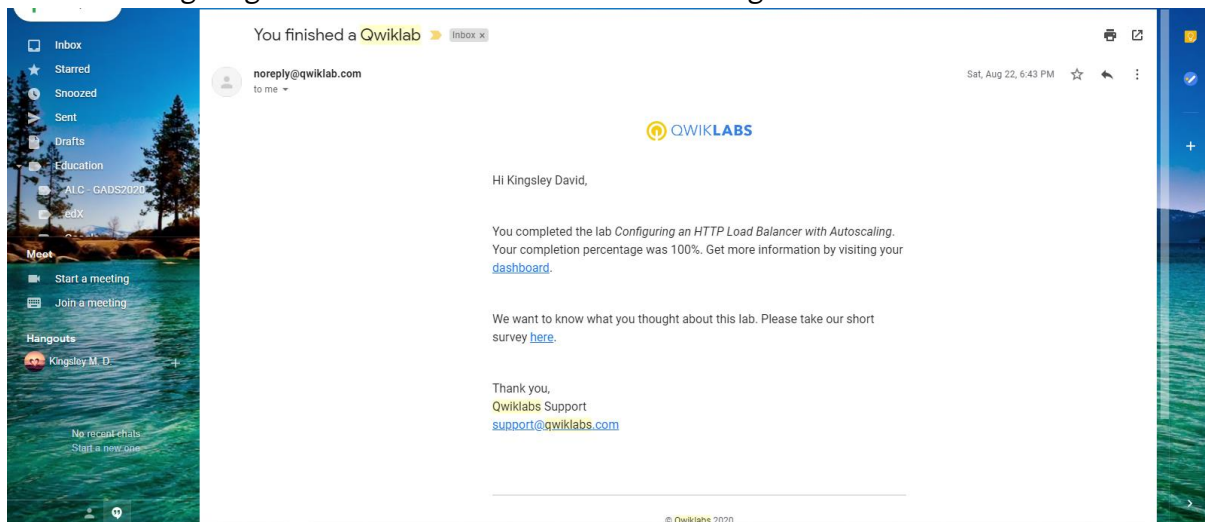 You finished a Qwiklab
Inbox x
Inbox
Starred
Snoozed
Sent
Drafts
Education
ALC - GADS2020
edX
Meet
Start a meeting
Join a meeting
Hangouts
Kingsley M. D.
No recent chats
Start a new one
noreply@qwiklab.com
to me
Sat, Aug 22, 6:43 PM
QWIKLABS
Hi Kingsley David,
You completed the lab Configuring an HTTP Load Balancer with Autoscaling.
Your completion percentage was 100%. Get more information by visiting your
dashboard.
We want to know what you thought about this lab. Please take our short
survey here.
Thank you,
Qwiklabs Support
support@qwiklabs.com
© Qwiklabs 2020